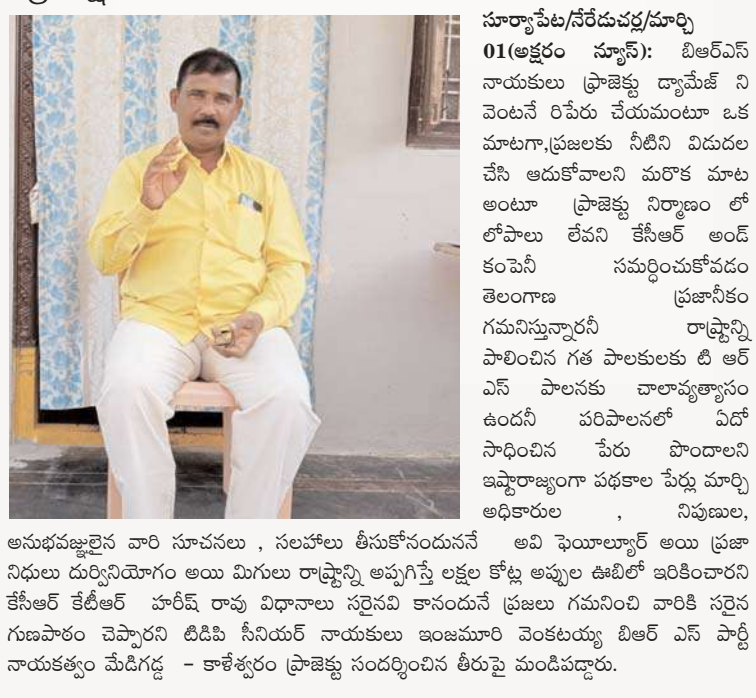 సూర్యాపేట/నేరేడుచర్ల/మార్చి
01(అక్షరం న్యూస్): బిఆర్ఎస్
నాయకులు ప్రాజెక్టు డ్యామేజ్ ని
వెంటనే రిపేరు చేయమంటూ ఒక
మాటగా,ప్రజలకు నీటిని విడుదల
చేసి ఆదుకోవాలని మరొక మాట
అంటూ ప్రాజెక్టు నిర్మాణం లో
లోపాలు లేవని కేసీఆర్ అండ్
కంపెనీ సమర్ధించుకోవడం
తెలంగాణ ప్రజానీకం
గమనిస్తున్నారనీ రాష్ట్రాన్ని
పాలించిన గత పాలకులకు టి ఆర్
ఎస్ పాలనకు చాలావ్యత్యాసం
ఉందనీ పరిపాలనలో ఏదో
సాధించిన పేరు పొందాలని
ఇష్టారాజ్యంగా పథకాల పేర్లు మార్చి
అధికారుల , నిపుణుల,
అనుభవజ్ఞులైన వారి సూచనలు , సలహాలు తీసుకోనందుననే అవి ఫెయిల్యూర్ అయి ప్రజా
నిధులు దుర్వినియోగం అయి మిగులు రాష్ట్రాన్ని అప్పగిస్తే లక్షల కోట్ల అప్పుల ఊబిలో ఇరికించారని
కేసీఆర్ కేటీఆర్ హరీష్ రావు విధానాలు సరైనవి కానందునే ప్రజలు గమనించి వారికి సరైన
గుణపాఠం చెప్పారని టిడిపి సీనియర్ నాయకులు ఇంజమూరి వెంకటయ్య బిఆర్ ఎస్ పార్టీ
నాయకత్వం మేడిగడ్డ – కాళేశ్వరం ప్రాజెక్టు సందర్శించిన తీరుపై మండిపడ్డారు.